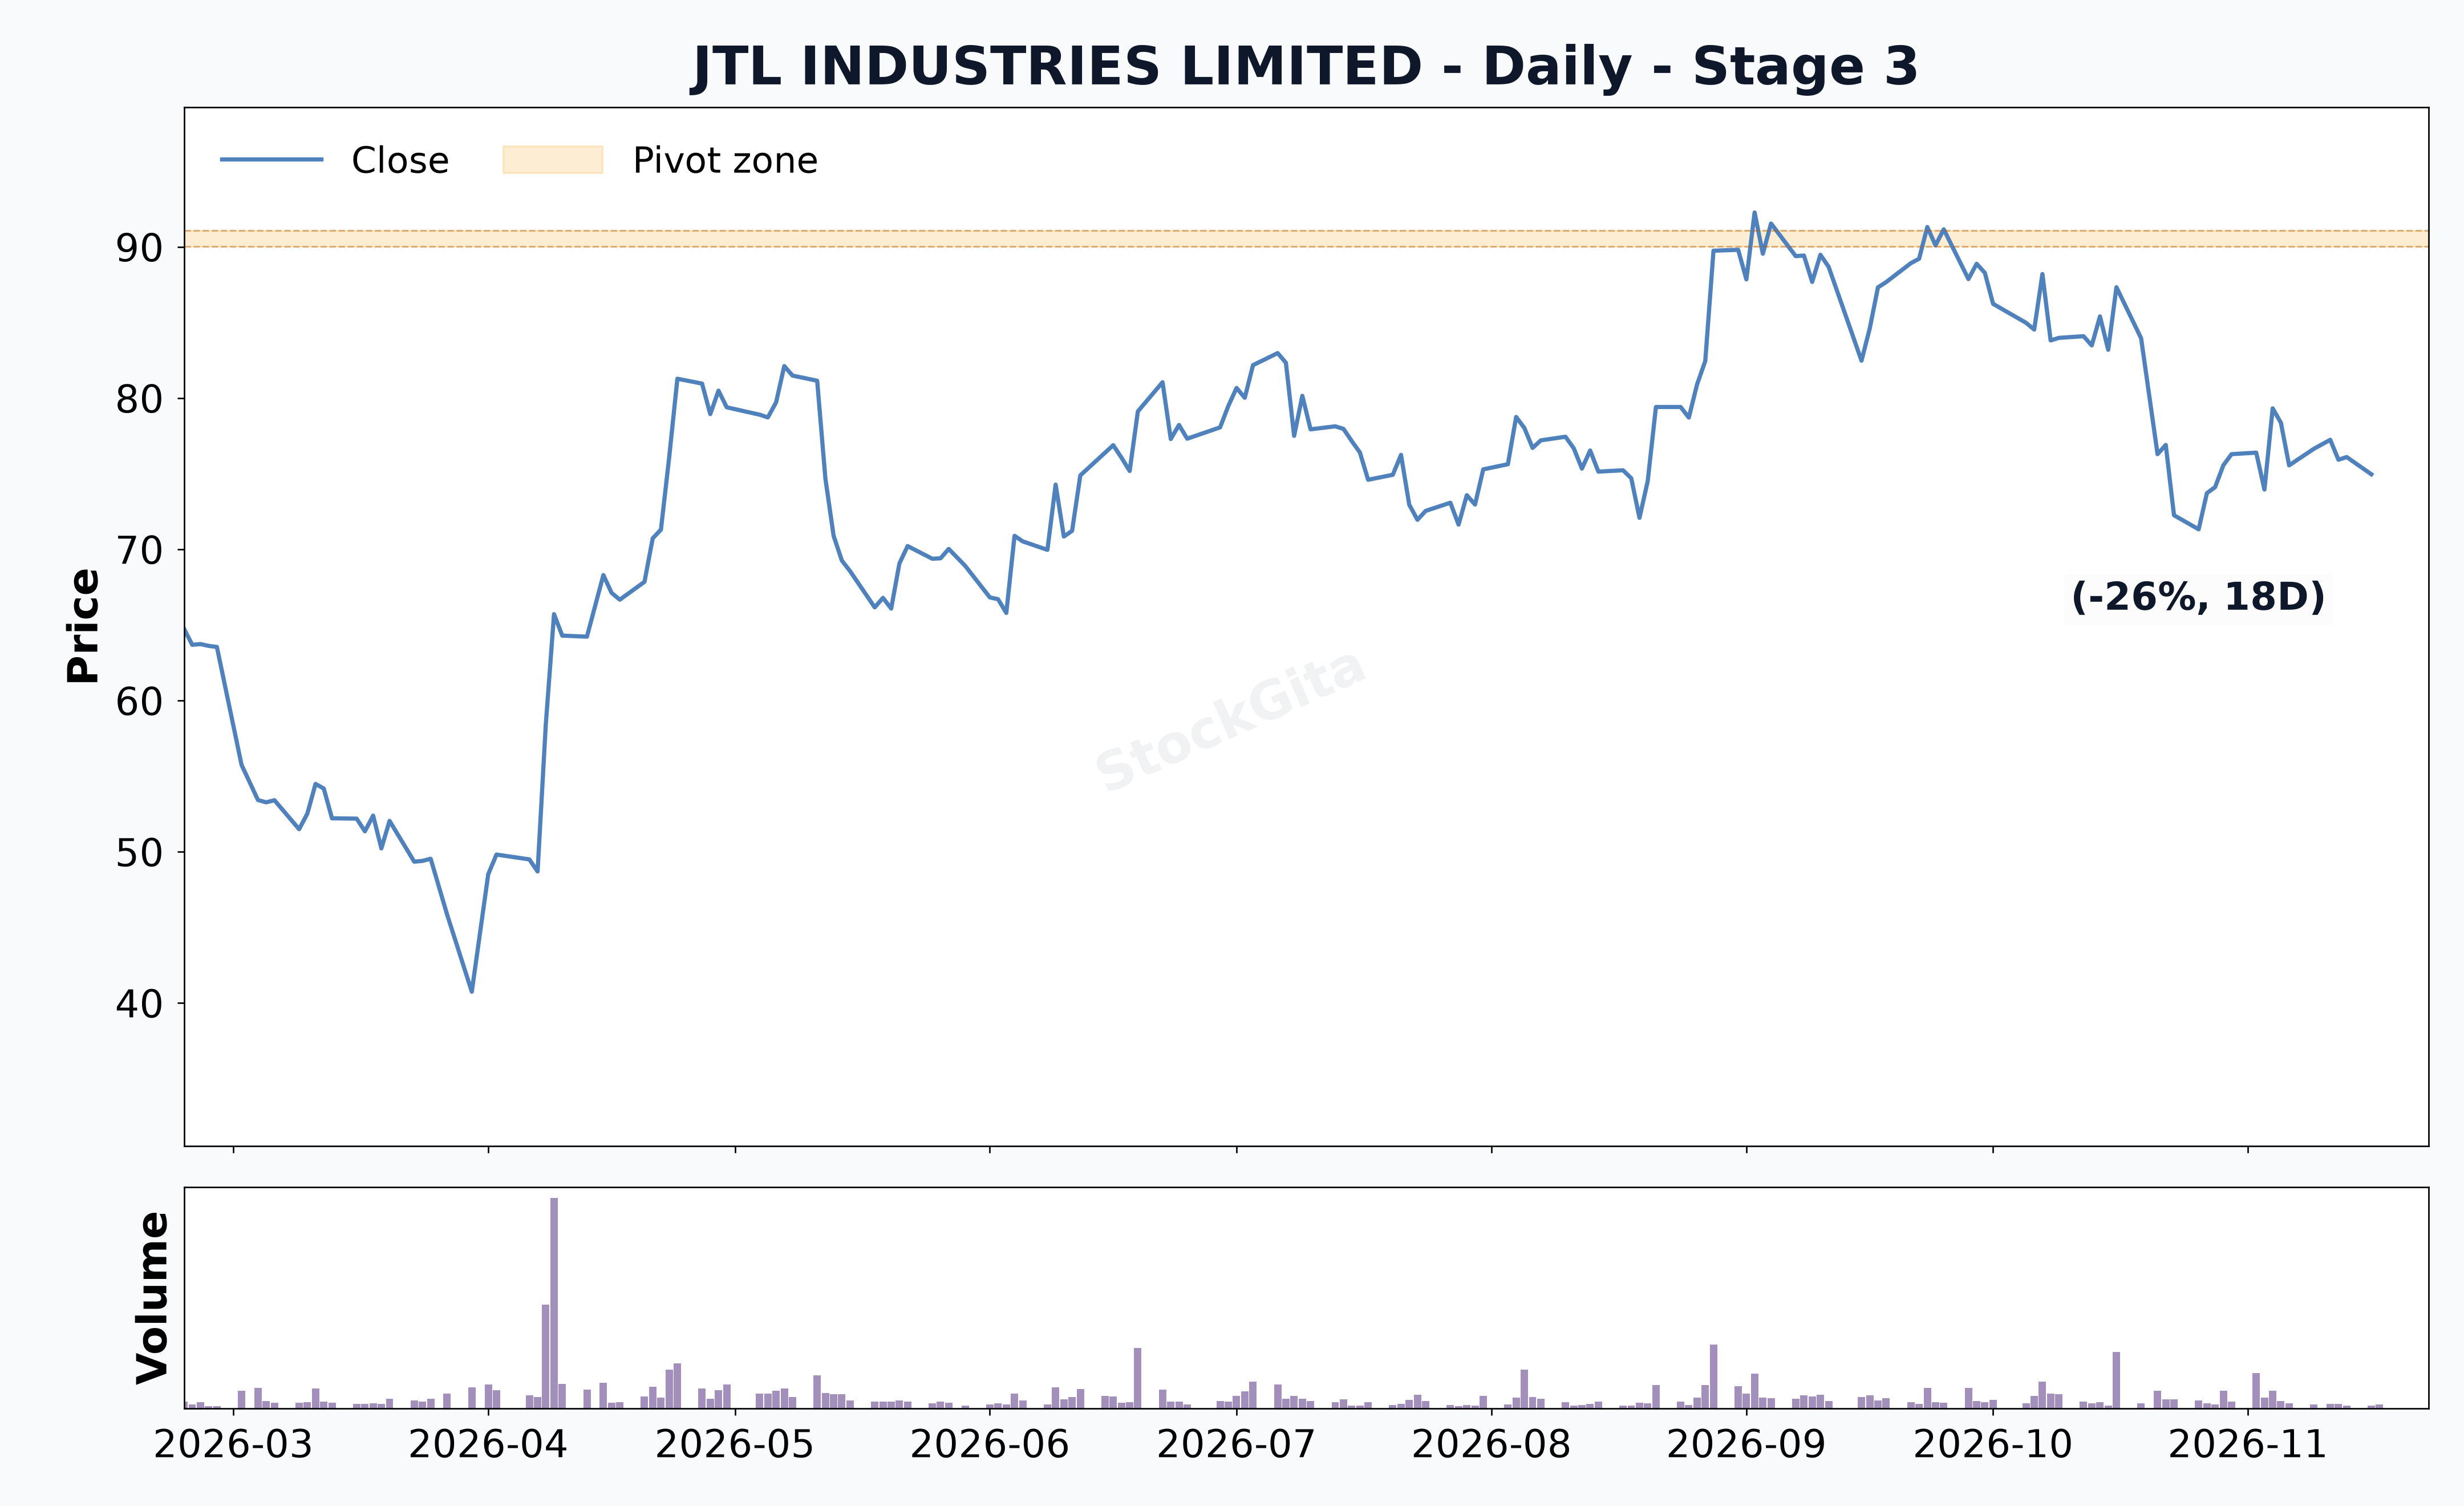 JTL INDUSTRIES LIMITED - Daily - Stage 3
Close
Pivot zone
90
80
70
60
50
40
Price
(-26%, 18D)
StockGita
Volume
2026-03
2026-04
2026-05
2026-06
2026-07
2026-08
2026-09
2026-10
2026-11